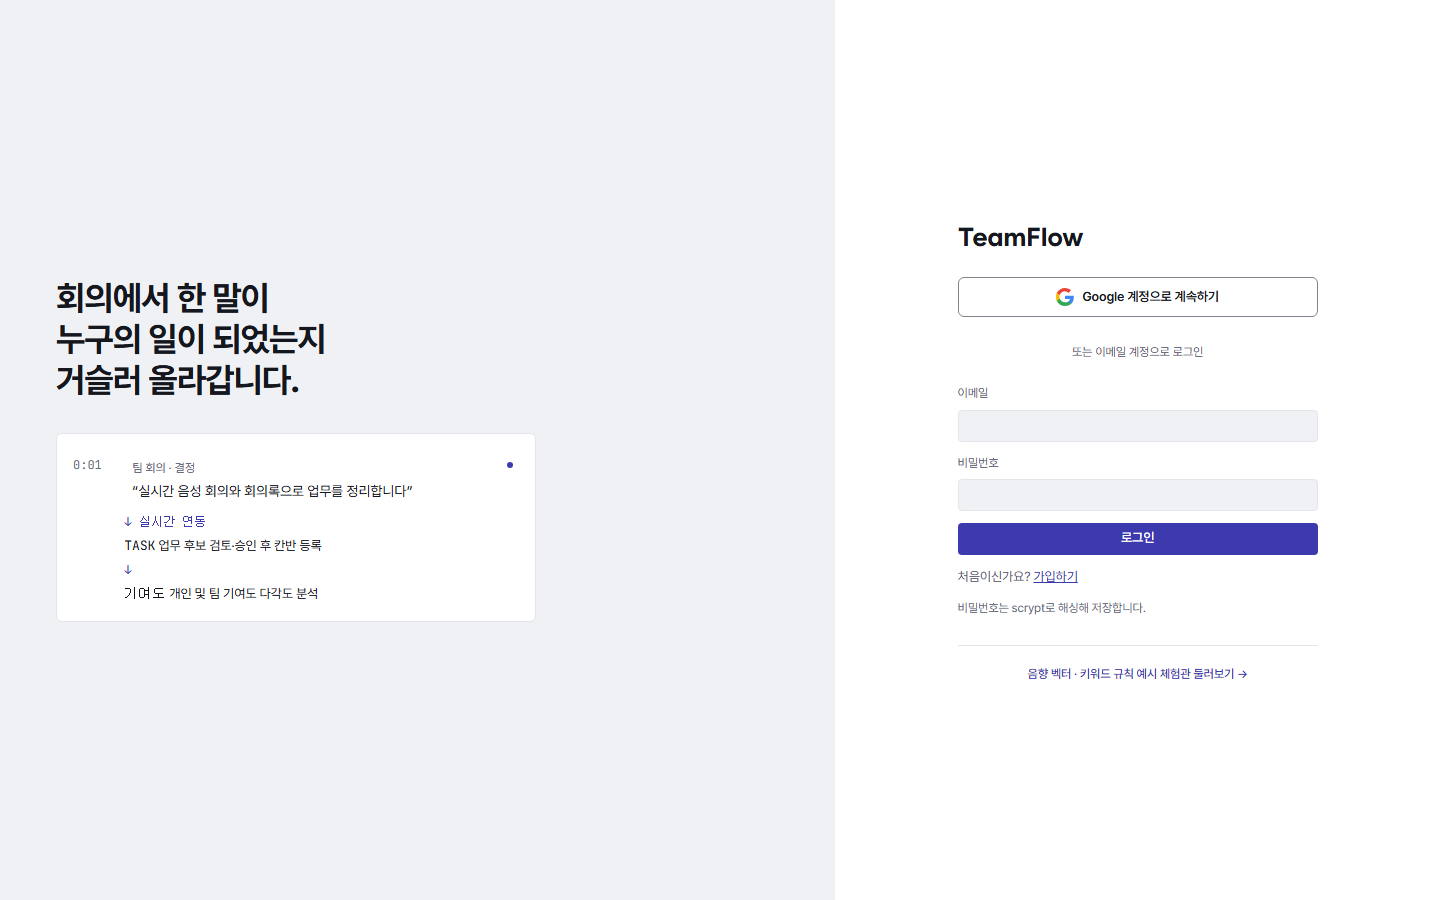 회의에서 한 말이
누구의 일이 되었는지
거슬러 올라갑니다.
0:01
팀 회의 · 결정
“실시간 음성 회의와 회의록으로 업무를 정리합니다”
↓ 실시간 연동
TASK 업무 후보 검토·승인 후 칸반 등록
↓
기여도 개인 및 팀 기여도 다각도 분석
TeamFlow
Google 계정으로 계속하기
또는 이메일 계정으로 로그인
이메일
비밀번호
로그인
처음이신가요? 가입하기
비밀번호는 scrypt로 해싱해 저장합니다.
음향 벡터 · 키워드 규칙 예시 체험관 둘러보기 →